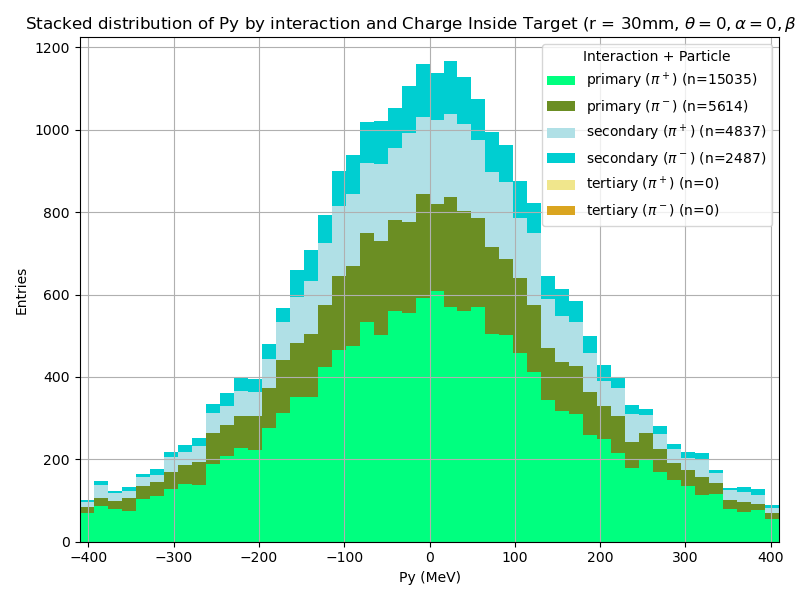 Stacked distribution of Py by interaction and Charge Inside Target (r = 30mm, θ = 0, α = 0, β
Interaction + Particle
primary (π⁺) (n=15035)
primary (π⁻) (n=5614)
secondary (π⁺) (n=4837)
secondary (π⁻) (n=2487)
tertiary (π⁺) (n=0)
tertiary (π⁻) (n=0)
Entries
1200
1000
800
600
400
200
0
−400 −300 −200 −100 0 100 200 300 400
Py (MeV)